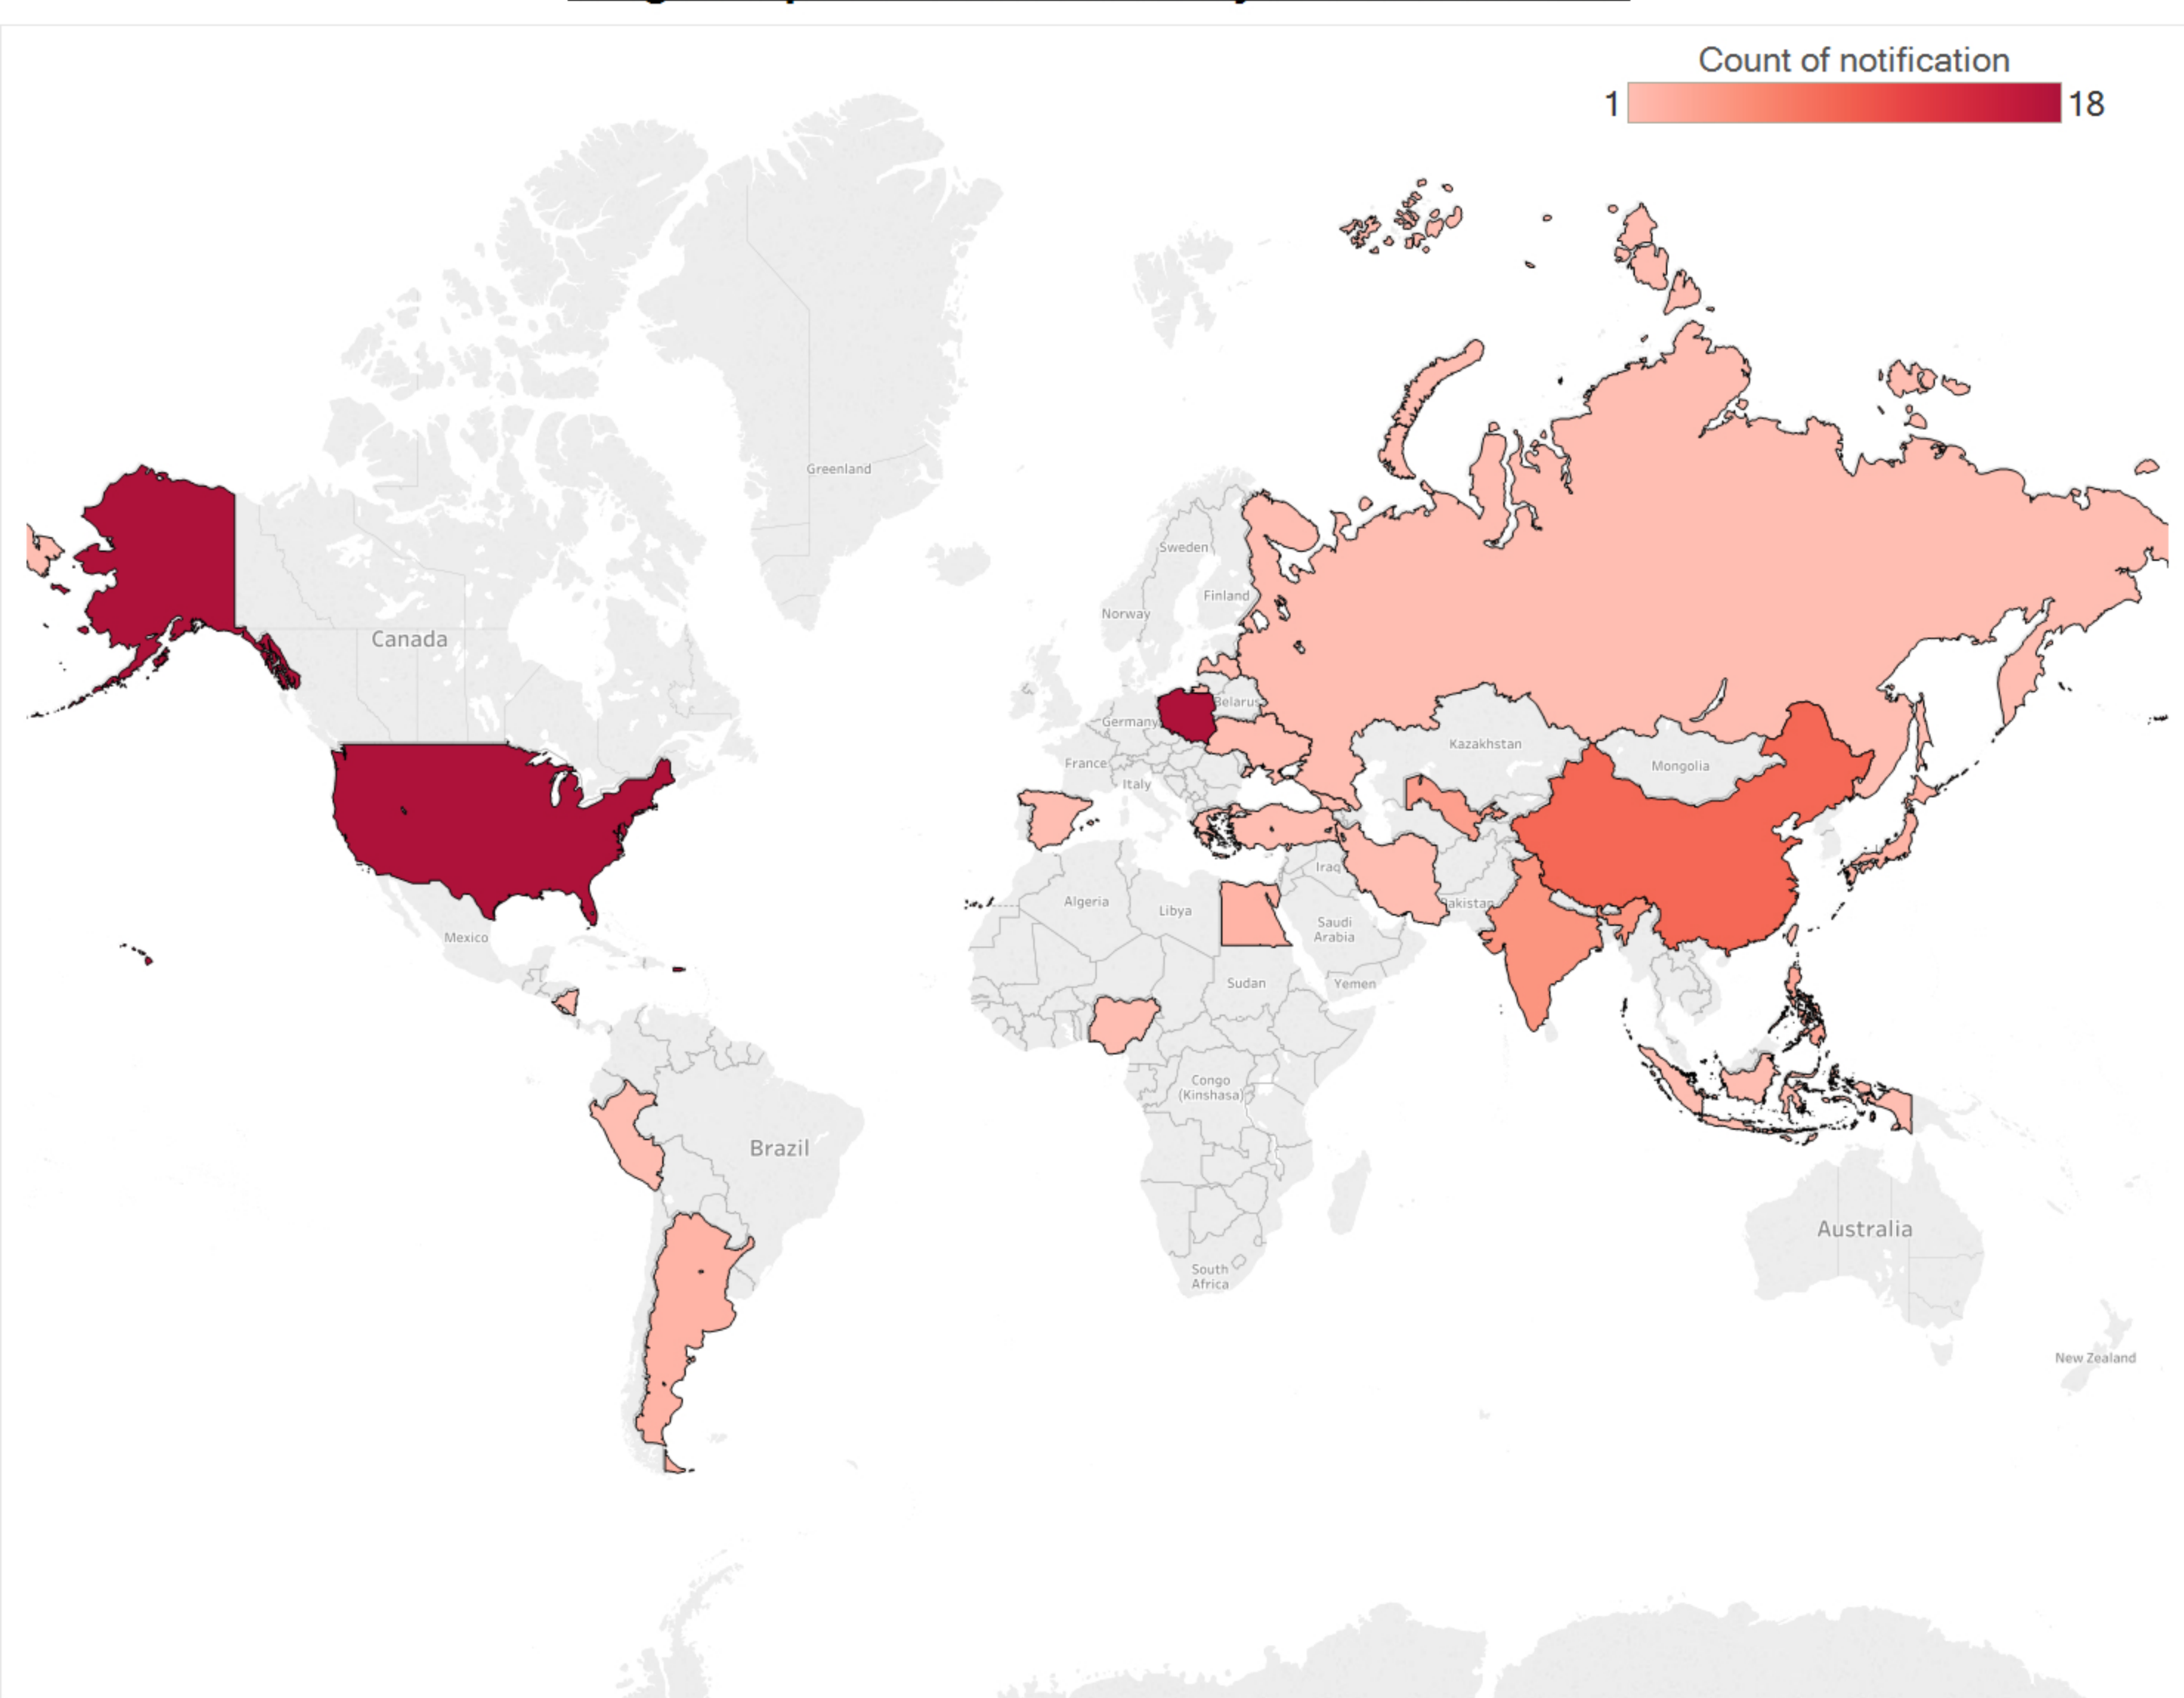 Count of notification
1 18
Greenland
Sweden
Finland
Norway
Canada
Belarus
Germany
Kazakhstan
France
Mongolia
Italy
Iraq
Algeria
Libya
Pakistan
Saudi
Arabia
Mexico
Sudan
Yemen
Congo
(Kinshasa)
Brazil
Australia
South
Africa
New Zealand